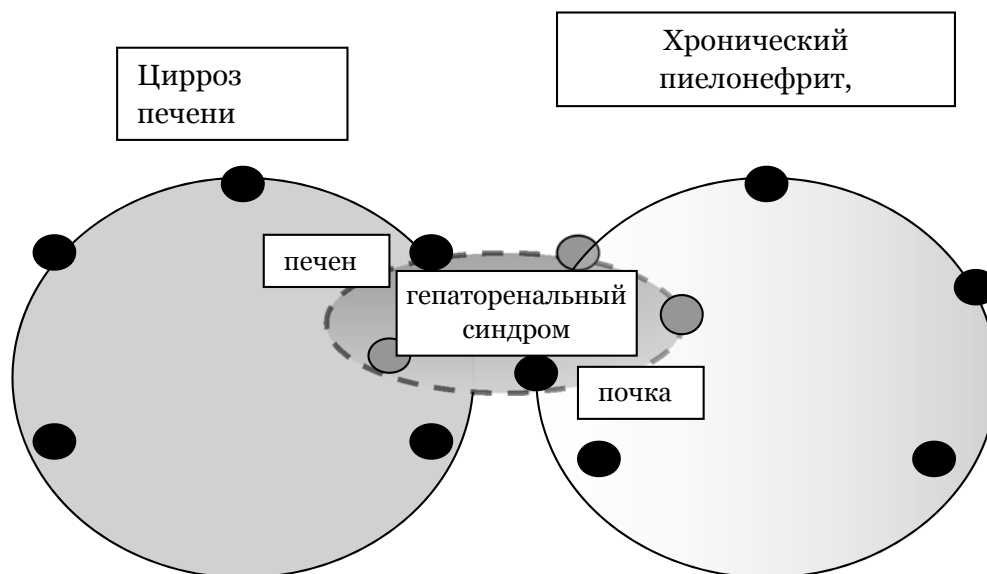 Цирроз
печени
Хронический
пиелонефрит,
печен
гепаторенальный
синдром
почка